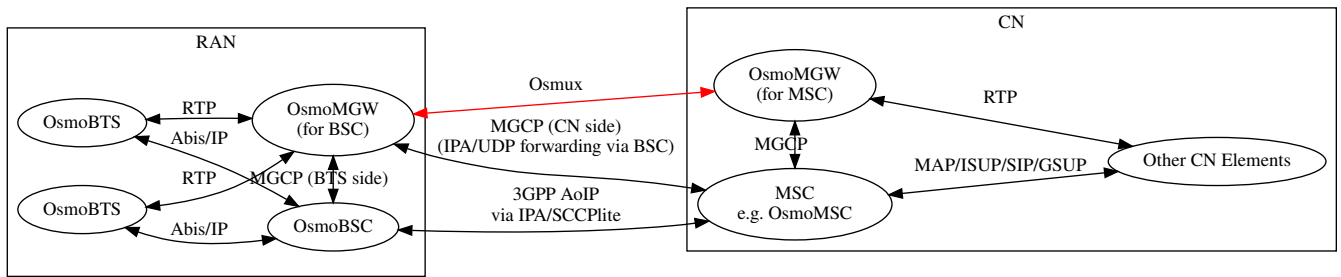 RAN
CN
OsmoBTS
RTP
OsmoMGW
(for BSC)
Osmux
OsmoMGW
(for MSC)
RTP
Abis/IP
MGCP (CN side)
(IPA/UDP forwarding via BSC)
MGCP
Other CN Elements
RTP
MGCP (BTS side)
MAP/ISUP/SIP/GSUP
OsmoBTS
3GPP AoIP
via IPA/SCCPlite
MSC
e.g. OsmoMSC
Abis/IP
OsmoBSC